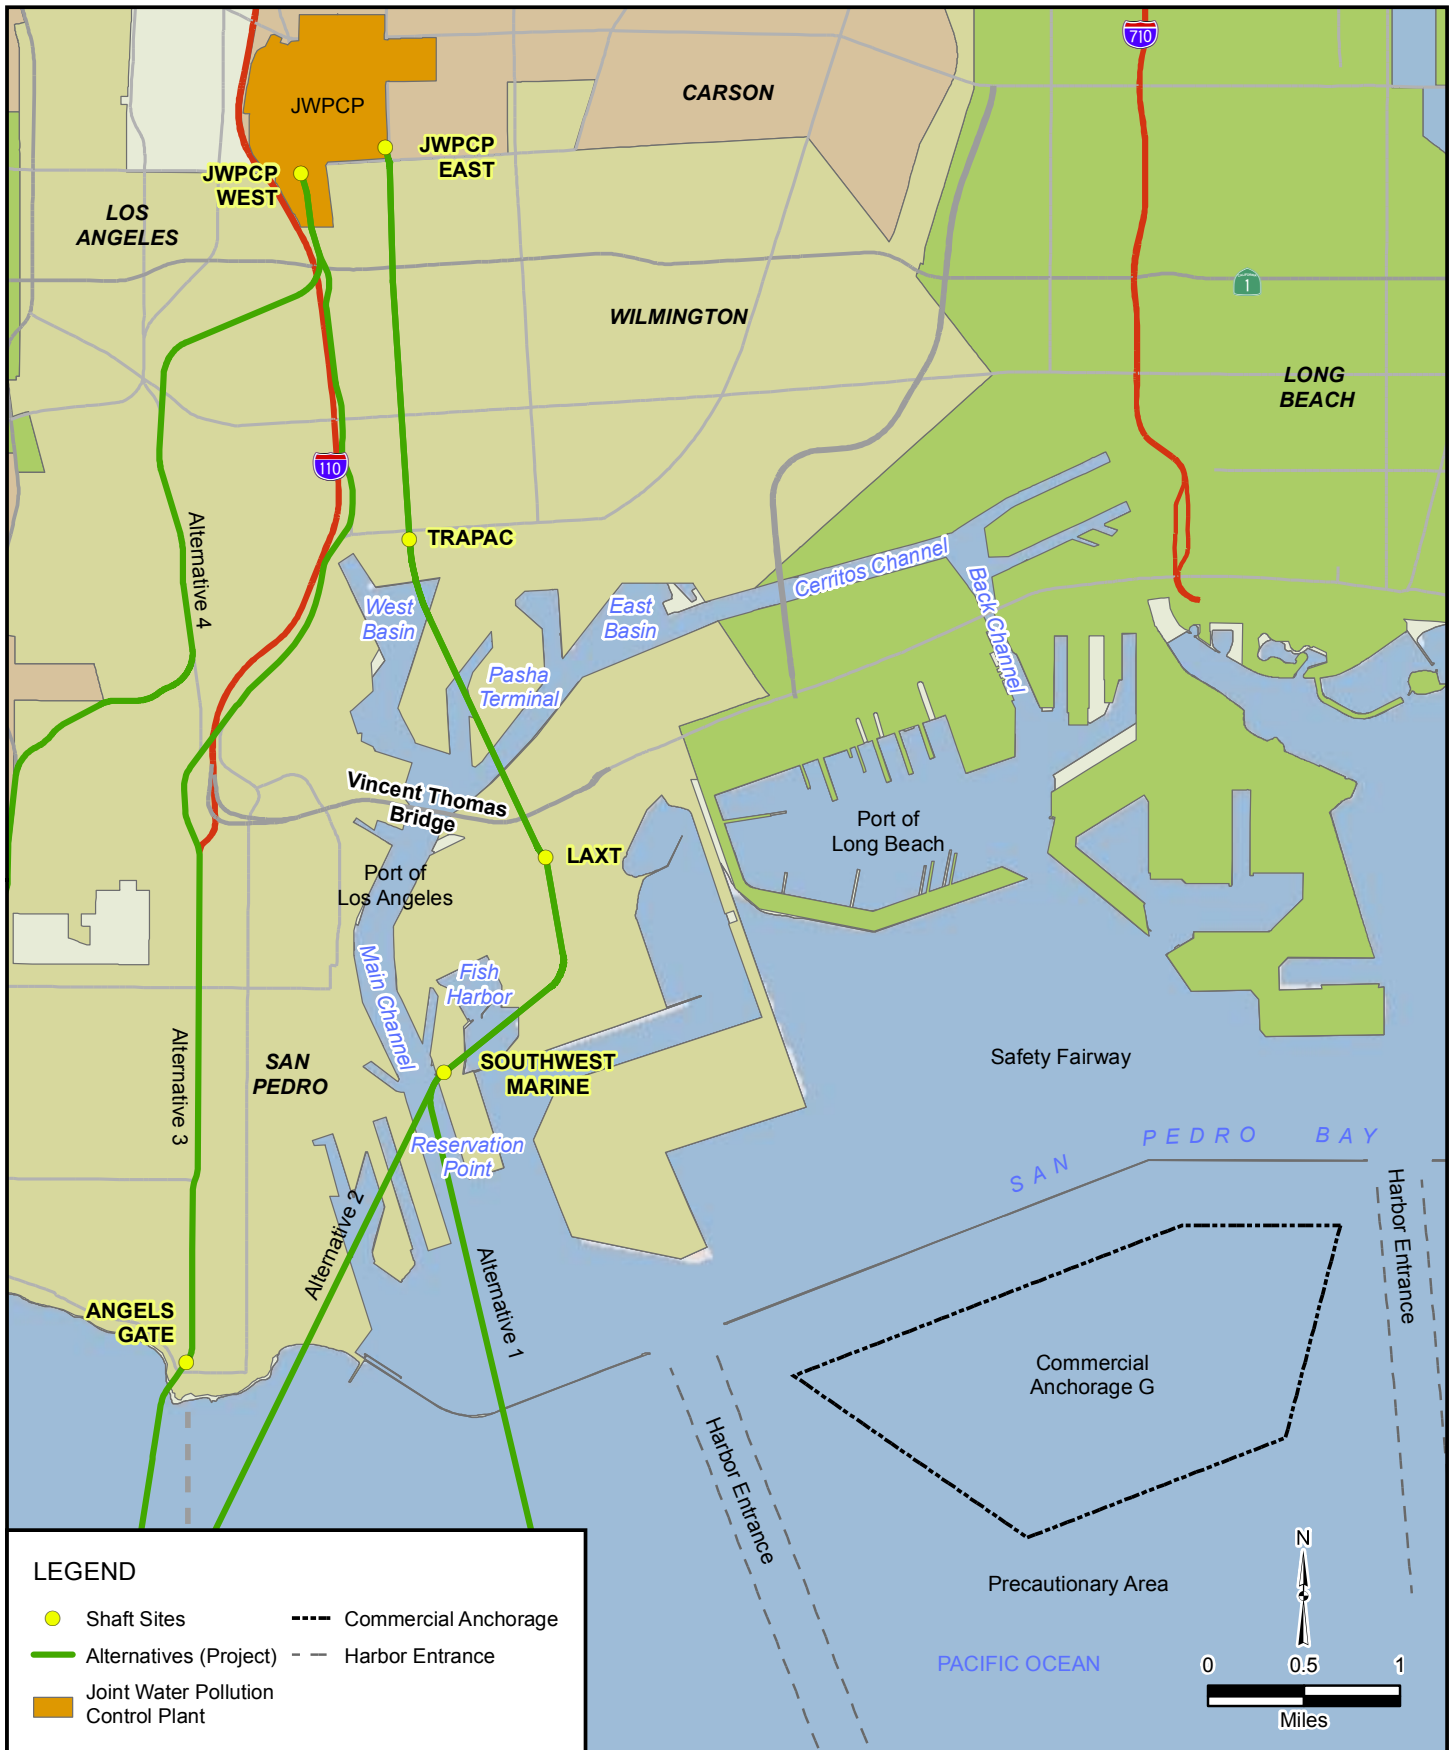 710
JWPCP
CARSON
JWPCP
EAST
JWPCP
WEST
LOS
ANGELES
1
WILMINGTON
LONG
BEACH
110
Alternative 4
TRAPAC
Cerritos Channel
Back Channel
West
Basin
East
Basin
Pasha
Terminal
Vincent Thomas
Bridge
Port of
Long Beach
LAXT
Port of
Los Angeles
Main Channel
Fish
Harbor
Alternative 3
SAN
PEDRO
SOUTHWEST
MARINE
Safety Fairway
Reservation
Point
SAN PEDRO BAY
Harbor Entrance
Alternative 2
Alternative 1
ANGELS
GATE
Commercial
Anchorage G
Harbor Entrance
Precautionary Area
N
PACIFIC OCEAN
0 0.5 1
Miles
LEGEND
Shaft Sites
Commercial Anchorage
Alternatives (Project)
Harbor Entrance
Joint Water Pollution
Control Plant